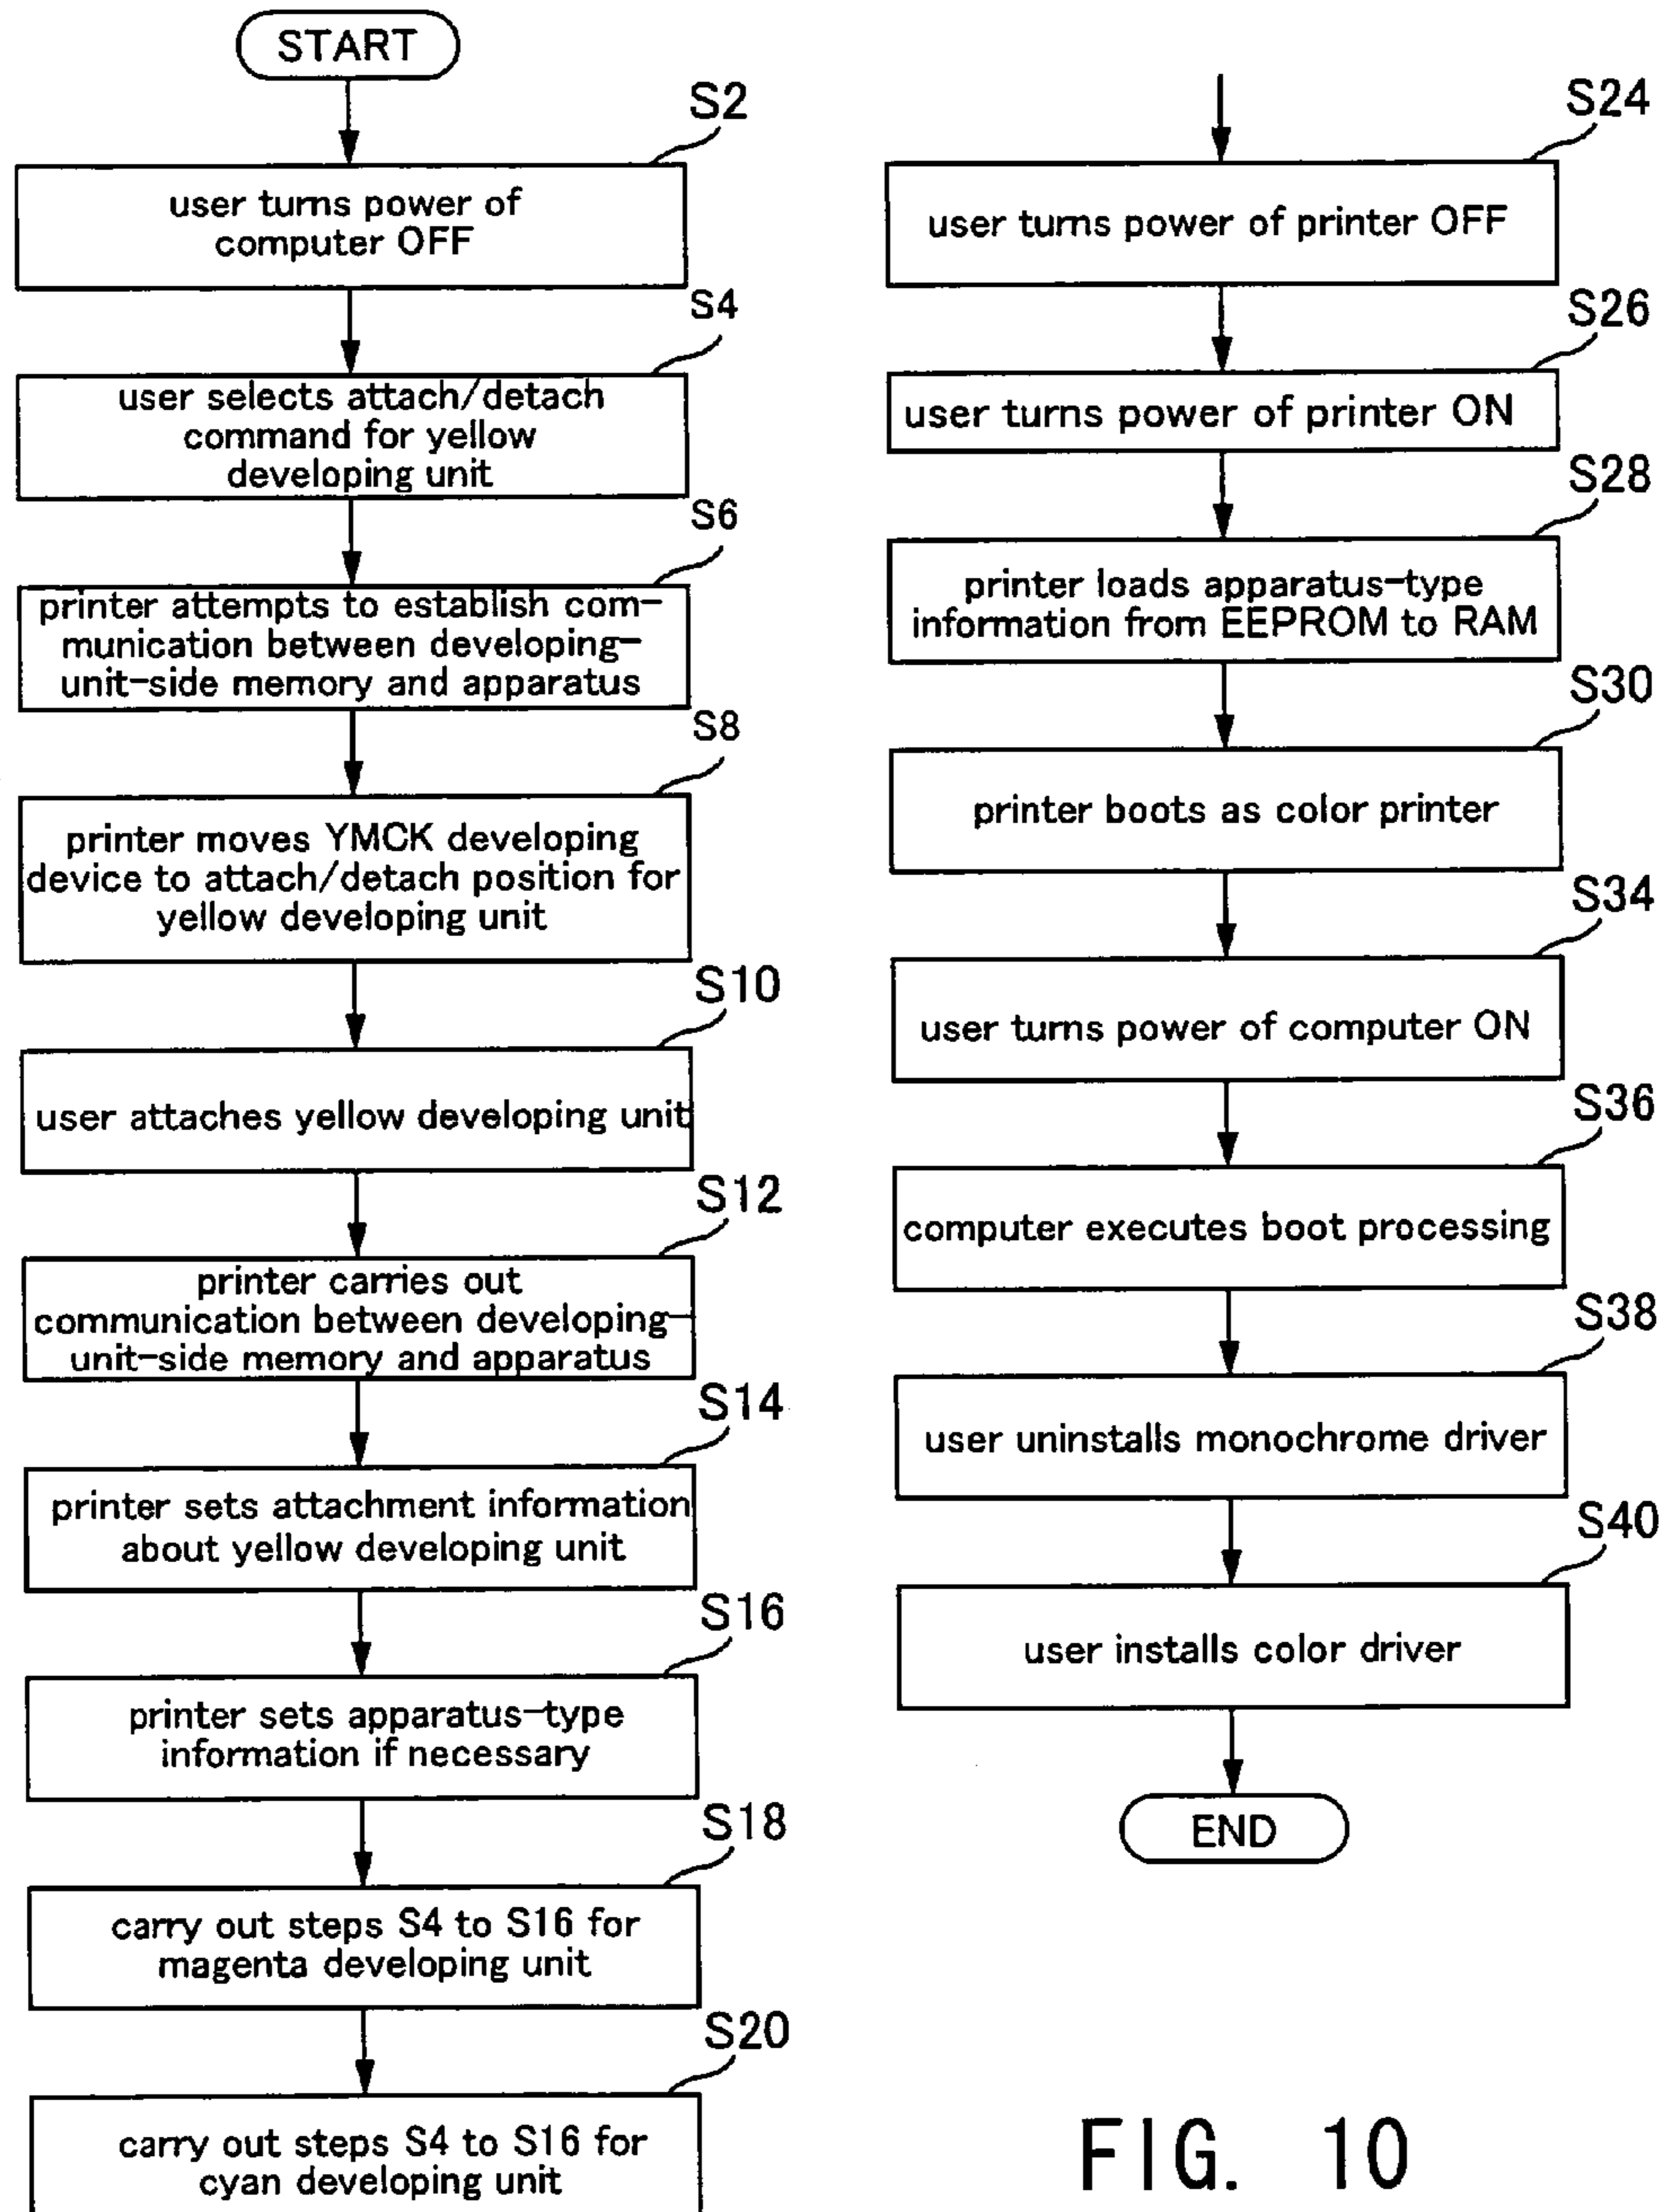 START
S2
user turns power of
computer OFF
S4
user selects attach/detach
command for yellow
developing unit
S6
printer attempts to establish com-
munication between developing-
unit-side memory and apparatus
S8
printer moves YMCK developing
device to attach/detach position for
yellow developing unit
S10
user attaches yellow developing unit
S12
printer carries out
communication between developing-
unit-side memory and apparatus
S14
printer sets attachment information
about yellow developing unit
S16
printer sets apparatus-type
information if necessary
S18
carry out steps S4 to S16 for
magenta developing unit
S20
carry out steps S4 to S16 for
cyan developing unit
S24
user turns power of printer OFF
S26
user turns power of printer ON
S28
printer loads apparatus-type
information from EEPROM to RAM
S30
printer boots as color printer
S34
user turns power of computer ON
S36
computer executes boot processing
S38
user uninstalls monochrome driver
S40
user installs color driver
END
FIG. 10